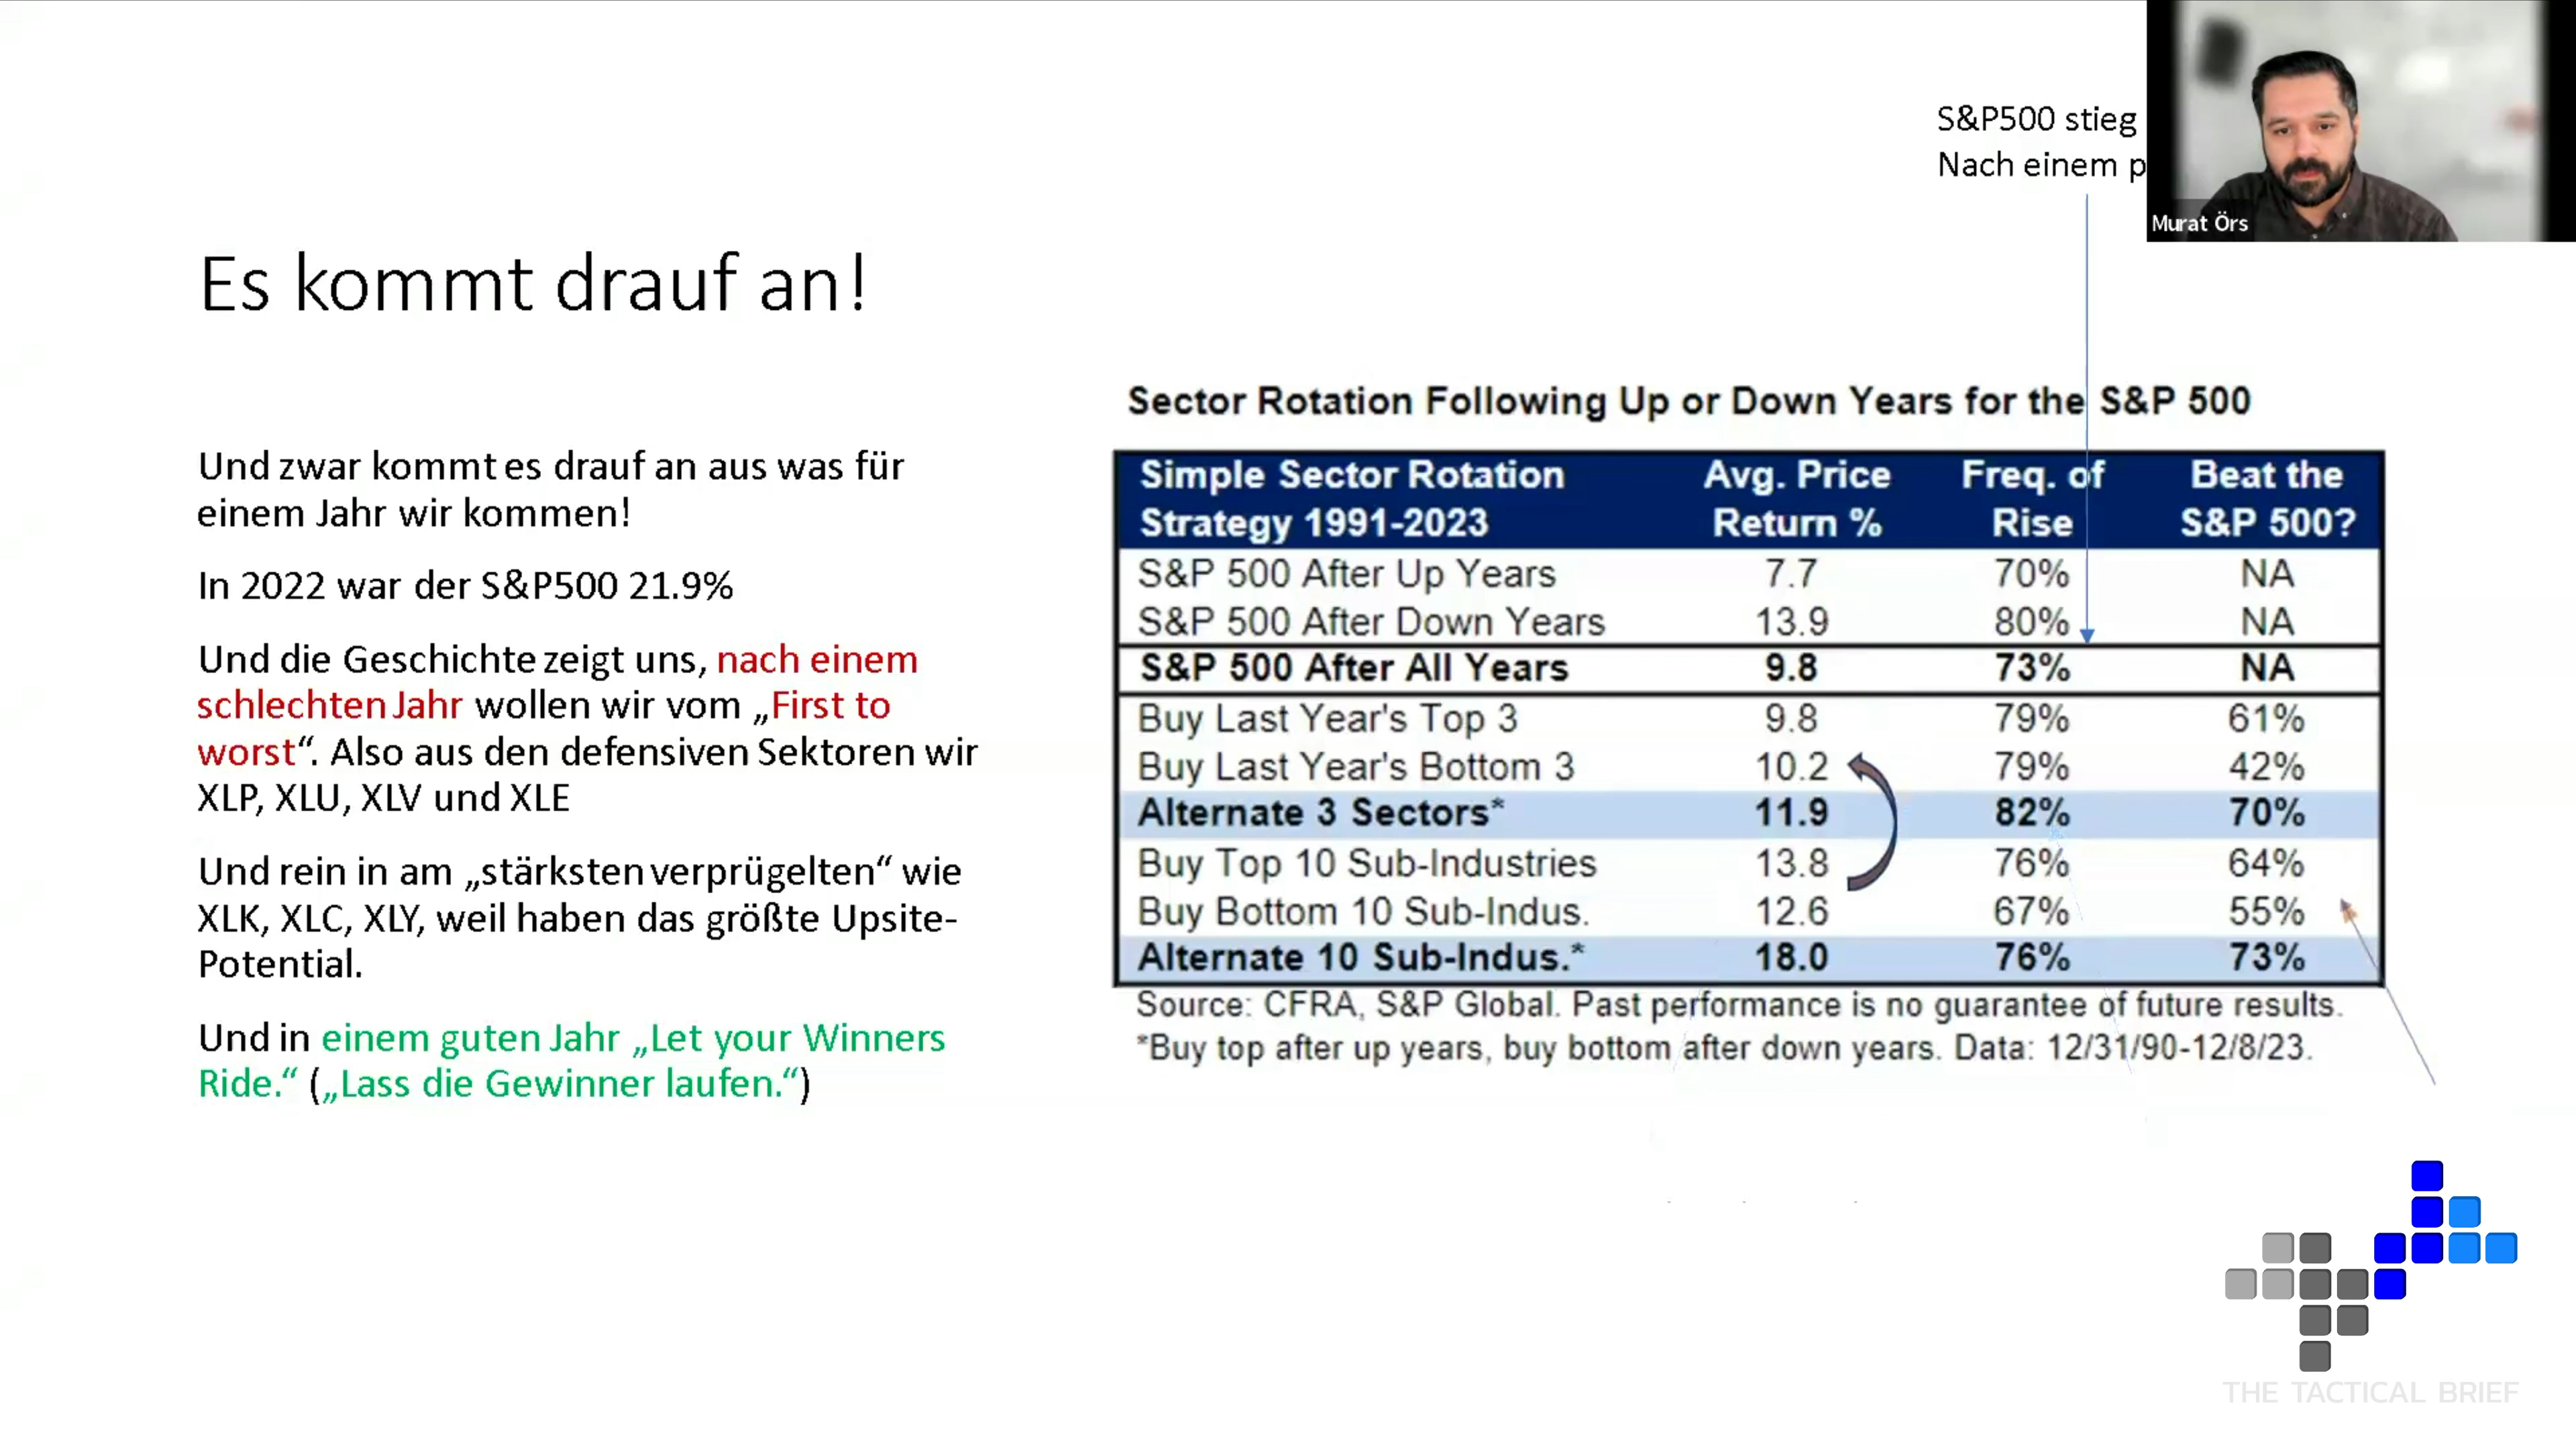 S&P500 stieg
Nach einem p
Murat Örs
Es kommt drauf an!
Und zwar kommt es drauf an aus was für
einem Jahr wir kommen!
In 2022 war der S&P500 21.9%
Und die Geschichte zeigt uns, nach einem
schlechten Jahr wollen wir vom „First to
worst“. Also aus den defensiven Sektoren wir
XLP, XLU, XLV und XLE
Und rein in am „stärksten verprügelten“ wie
XLK, XLC, XLY, weil haben das größte Upsite-
Potential.
Und in einem guten Jahr „Let your Winners
Ride.“ („Lass die Gewinner laufen.“)
Sector Rotation Following Up or Down Years for the S&P 500
Simple Sector Rotation Avg. Price Freq. of Beat the
Strategy 1991-2023 Return % Rise S&P 500?
S&P 500 After Up Years 7.7 70% NA
S&P 500 After Down Years 13.9 80% NA
S&P 500 After All Years 9.8 73% NA
Buy Last Year's Top 3 9.8 79% 61%
Buy Last Year's Bottom 3 10.2 79% 42%
Alternate 3 Sectors* 11.9 82% 70%
Buy Top 10 Sub-Industries 13.8 76% 64%
Buy Bottom 10 Sub-Indus. 12.6 67% 55%
Alternate 10 Sub-Indus.* 18.0 76% 73%
Source: CFRA, S&P Global. Past performance is no guarantee of future results.
*Buy top after up years, buy bottom after down years. Data: 12/31/90-12/8/23.
THE TACTICAL BRIEF